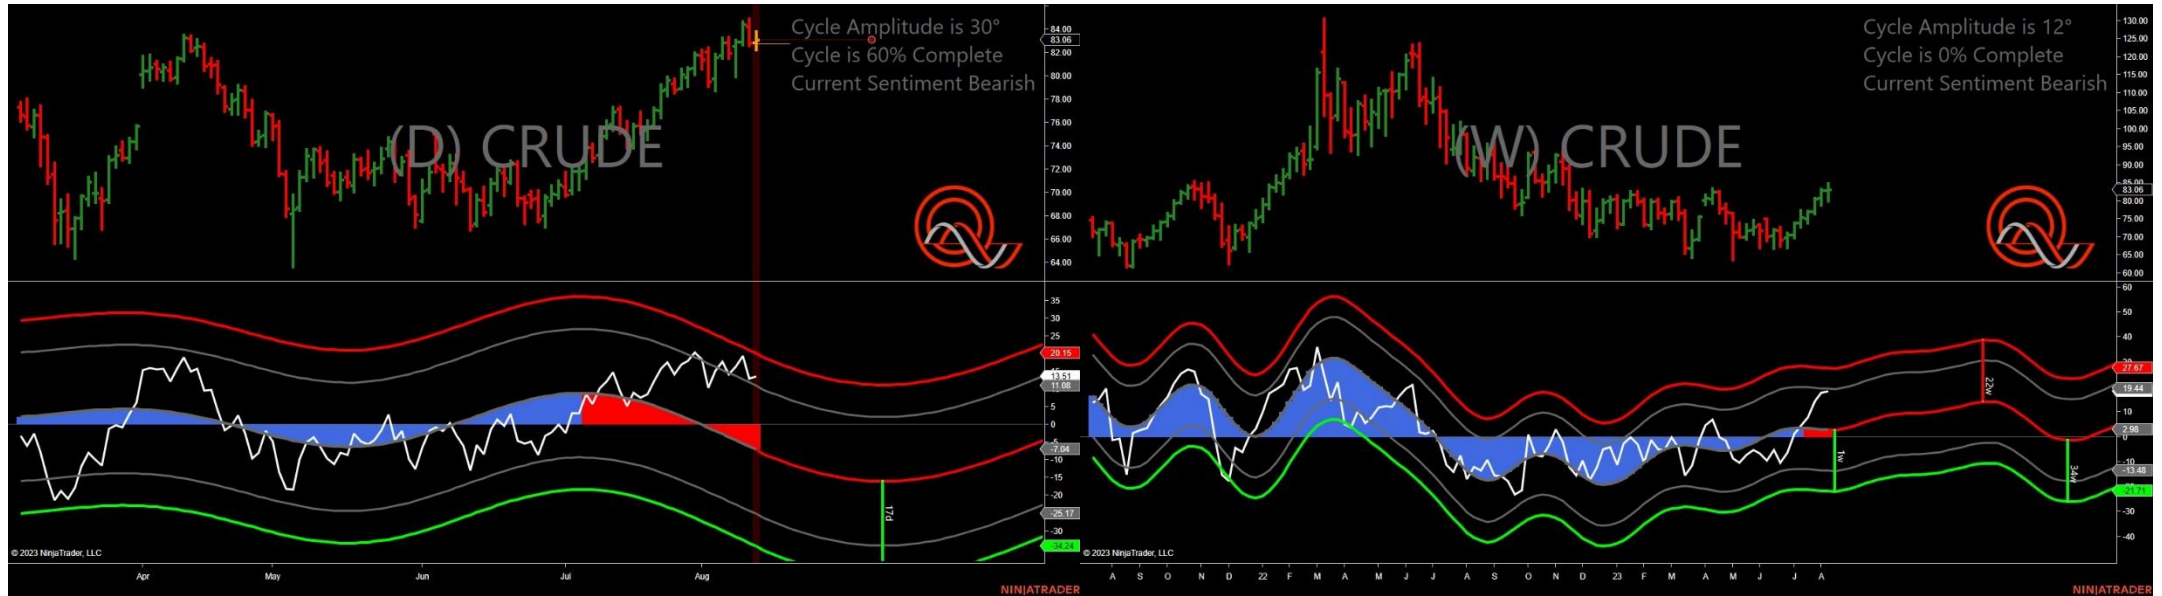 Cycle Amplitude is 30°
Cycle is 60% Complete
Current Sentiment Bearish
(D) CRUDE
84.00
83.06
82.00
80.00
78.00
76.00
74.00
72.00
70.00
68.00
66.00
64.00
35
30
25
20.15
13.51
11.08
5
0
-5
-7.04
-10
-15
-20
-25.17
-30
-34.24
17d
© 2023 NinjaTrader, LLC
Apr
May
Jun
Jul
Aug
NINJATRADER
Cycle Amplitude is 12°
Cycle is 0% Complete
Current Sentiment Bearish
(W) CRUDE
130.00
125.00
120.00
115.00
110.00
105.00
100.00
95.00
90.00
85.00
83.06
80.00
75.00
70.00
65.00
60.00
60
50
40
27.67
19.44
10
2.98
0
-10
-13.48
-21.71
-30
-40
1w
22w
34w
© 2023 NinjaTrader, LLC
A S O N D 22 F M A M J J A S O N D 23 F M A M J J A
NINJATRADER